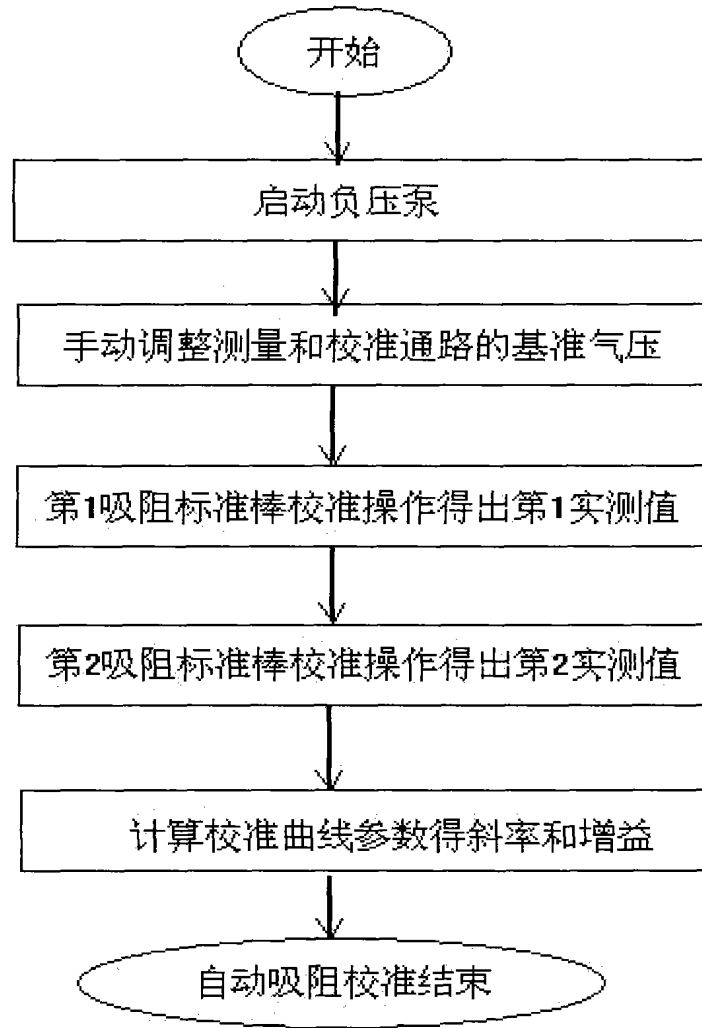 开始
启动负压泵
手动调整测量和校准通路的基准气压
第1吸阻标准棒校准操作得出第1实测值
第2吸阻标准棒校准操作得出第2实测值
计算校准曲线参数得斜率和增益
自动吸阻校准结束